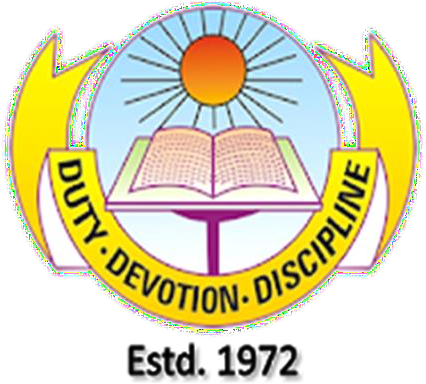 DUTY · DEVOTION · DISCIPLINE
Estd. 1972